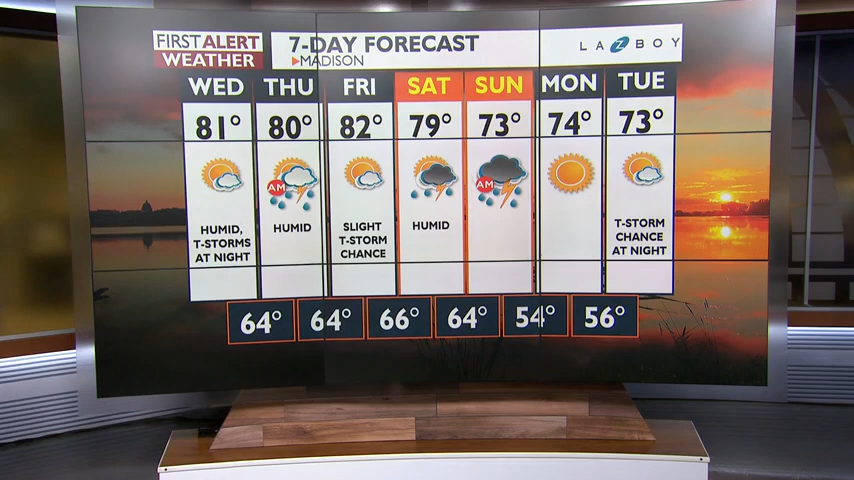 FIRST ALERT
WEATHER
7-DAY FORECAST
MADISON
LA Z BOY
WED THU FRI SAT SUN MON TUE
81° 80° 82° 79° 73° 74° 73°
AM AM
HUMID,
T-STORMS
AT NIGHT
HUMID
SLIGHT
T-STORM
CHANCE
HUMID
T-STORM
CHANCE
AT NIGHT
64° 64° 66° 64° 54° 56°